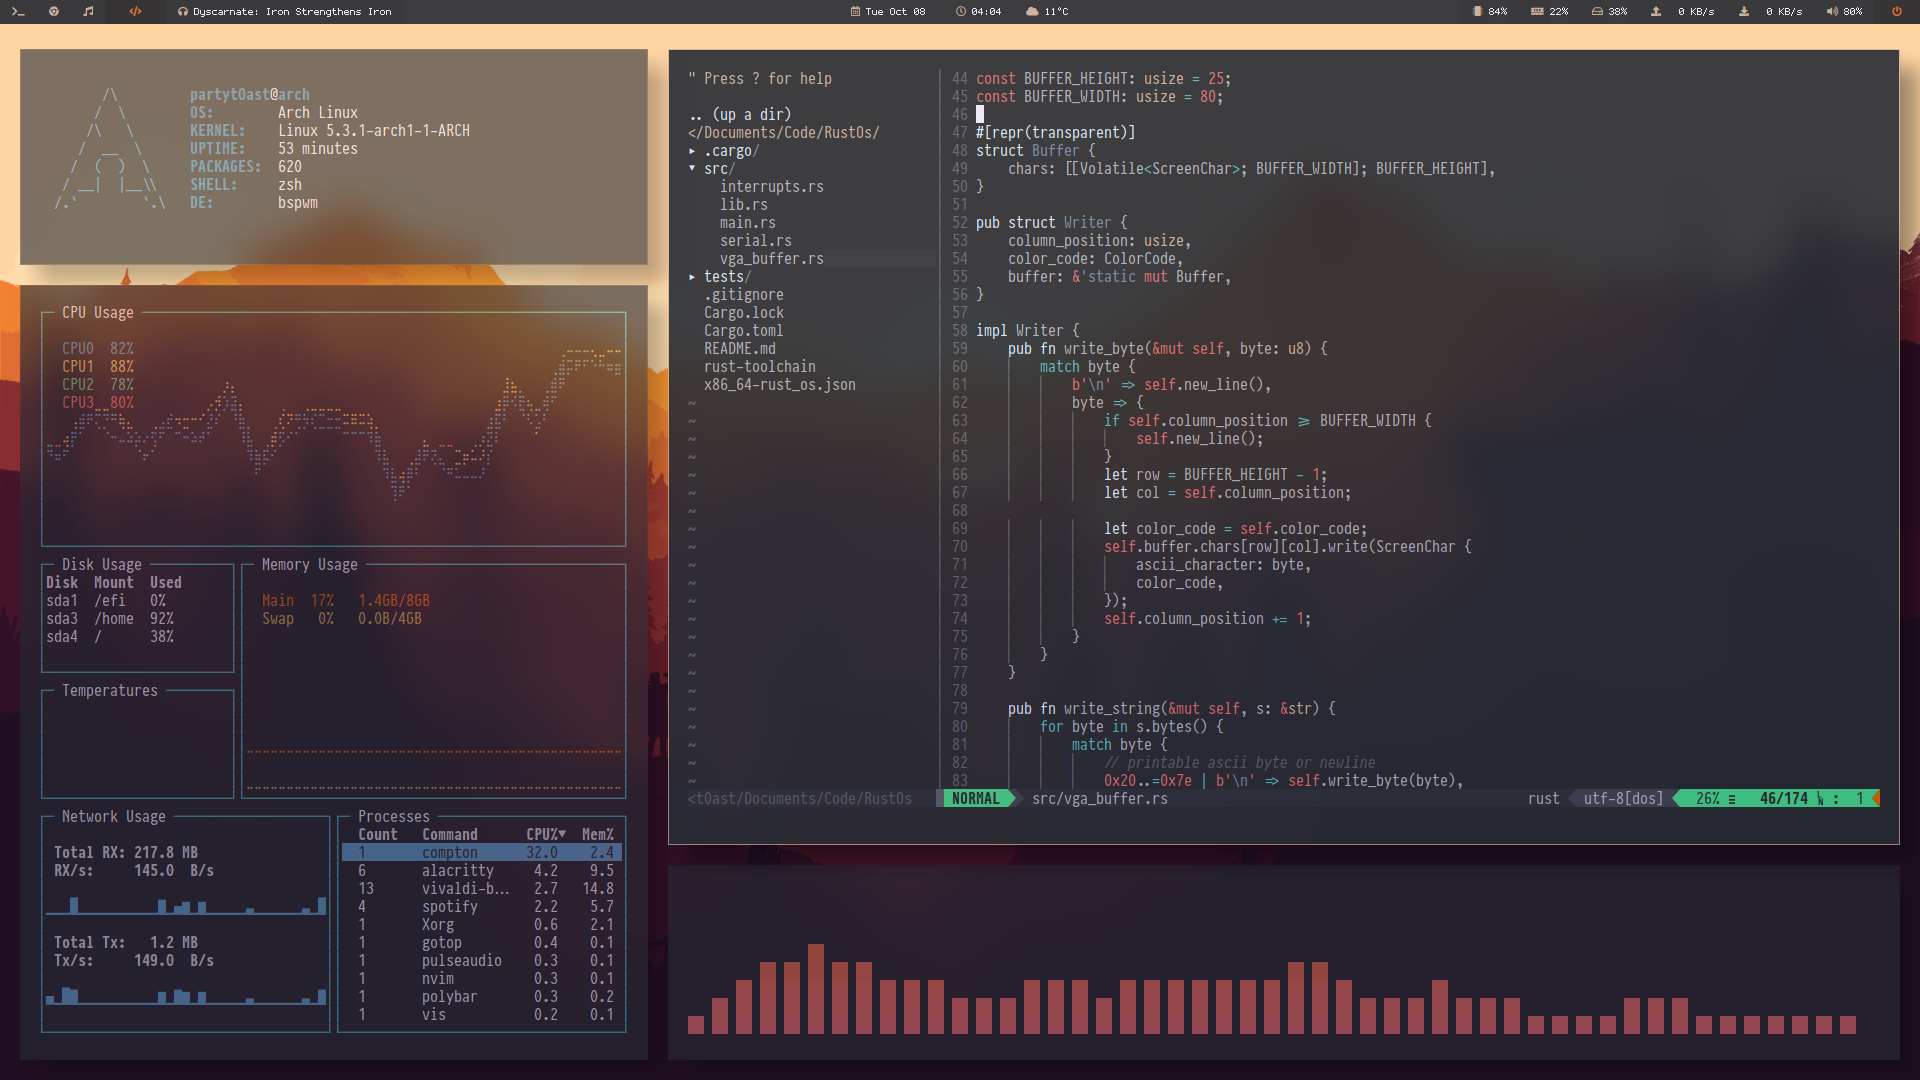 Dyscarnate: Iron Strengthens Iron
Tue Oct 08
04:04
11°C
84%
22%
38%
0 KB/s
0 KB/s
80%
partyt0ast@arch
OS: Arch Linux
KERNEL: Linux 5.3.1-arch1-1-ARCH
UPTIME: 53 minutes
PACKAGES: 620
SHELL: zsh
DE: bspwm
CPU Usage
CPU0 82%
CPU1 88%
CPU2 78%
CPU3 80%
Disk Usage
Disk Mount Used
sda1 /efi 0%
sda3 /home 92%
sda4 / 38%
Memory Usage
Main 17% 1.4GB/8GB
Swap 0% 0.0B/4GB
Temperatures
Network Usage
Total RX: 217.8 MB
RX/s: 145.0 B/s
Total Tx: 1.2 MB
Tx/s: 149.0 B/s
Processes
Count Command CPU%▼ Mem%
1 compton 32.0 2.4
6 alacritty 4.2 9.5
13 vivaldi-b... 2.7 14.8
4 spotify 2.2 5.7
1 Xorg 0.6 2.1
1 gotop 0.4 0.1
1 pulseaudio 0.3 0.1
1 nvim 0.3 0.1
1 polybar 0.3 0.2
1 vis 0.2 0.1
" Press ? for help
.. (up a dir)
</Documents/Code/RustOs/
▸ .cargo/
▾ src/
interrupts.rs
lib.rs
main.rs
serial.rs
vga_buffer.rs
▸ tests/
.gitignore
Cargo.lock
Cargo.toml
README.md
rust-toolchain
x86_64-rust_os.json
<t0ast/Documents/Code/RustOs
44 const BUFFER_HEIGHT: usize = 25;
45 const BUFFER_WIDTH: usize = 80;
46
47 #[repr(transparent)]
48 struct Buffer {
49 chars: [[Volatile<ScreenChar>; BUFFER_WIDTH]; BUFFER_HEIGHT],
50 }
51
52 pub struct Writer {
53 column_position: usize,
54 color_code: ColorCode,
55 buffer: &'static mut Buffer,
56 }
57
58 impl Writer {
59 pub fn write_byte(&mut self, byte: u8) {
60 match byte {
61 b'\n' => self.new_line(),
62 byte => {
63 if self.column_position >= BUFFER_WIDTH {
64 self.new_line();
65 }
66 let row = BUFFER_HEIGHT - 1;
67 let col = self.column_position;
68
69 let color_code = self.color_code;
70 self.buffer.chars[row][col].write(ScreenChar {
71 ascii_character: byte,
72 color_code,
73 });
74 self.column_position += 1;
75 }
76 }
77 }
78
79 pub fn write_string(&mut self, s: &str) {
80 for byte in s.bytes() {
81 match byte {
82 // printable ascii byte or newline
83 0x20..=0x7e | b'\n' => self.write_byte(byte),
NORMAL src/vga_buffer.rs rust utf-8[dos] 26% ≡ 46/174 ㏑ : 1